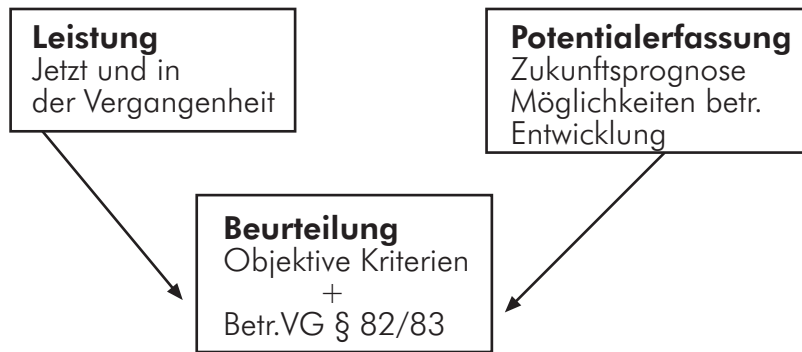 Leistung
Jetzt und in
der Vergangenheit
Potentialerfassung
Zukunftsprognose
Möglichkeiten betr.
Entwicklung
Beurteilung
Objektive Kriterien
+
Betr.VG § 82/83